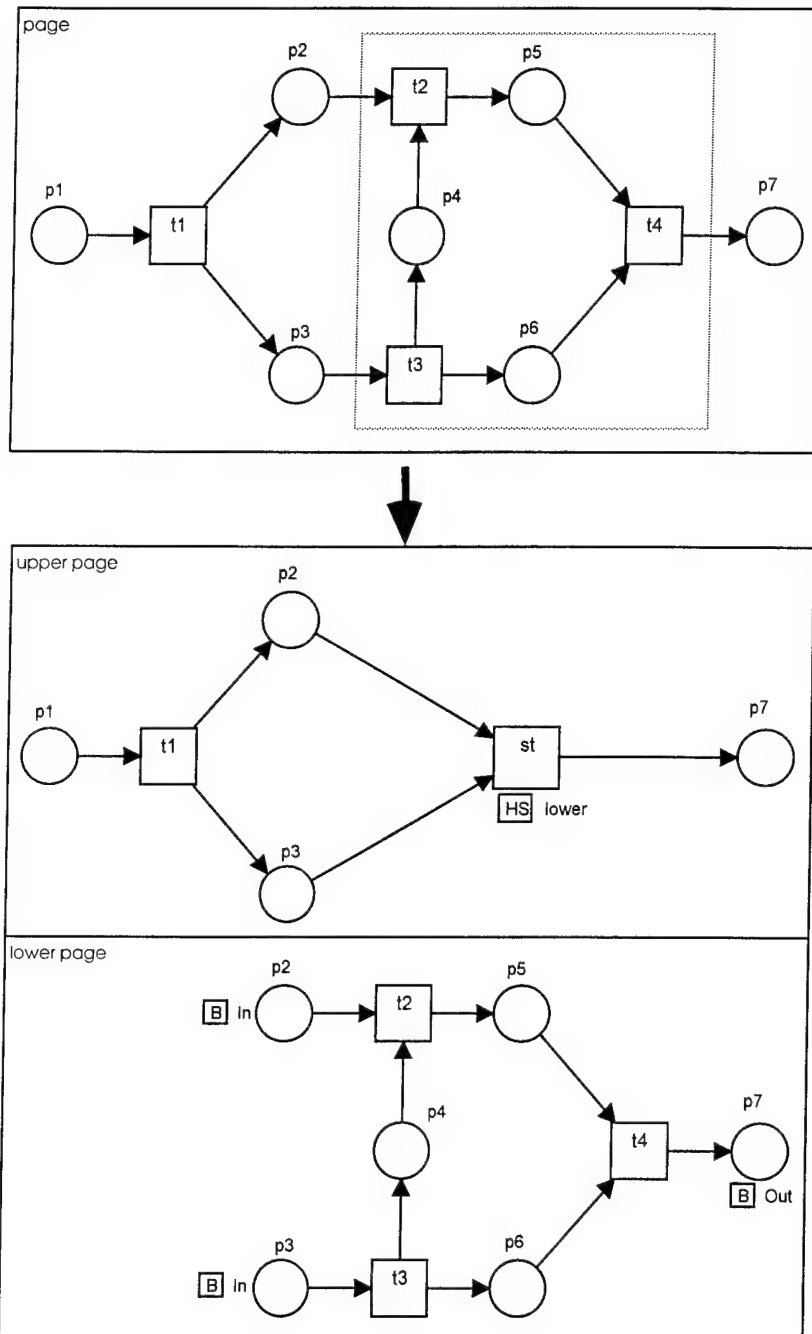 page
p2
p5
t2
p1
p4
p7
t1
t4
p3
p6
t3
upper page
p2
p1
p7
t1
st
HS lower
p3
lower page
p2
p5
B In
t2
p4
p7
t4
B Out
p3
p6
B In
t3